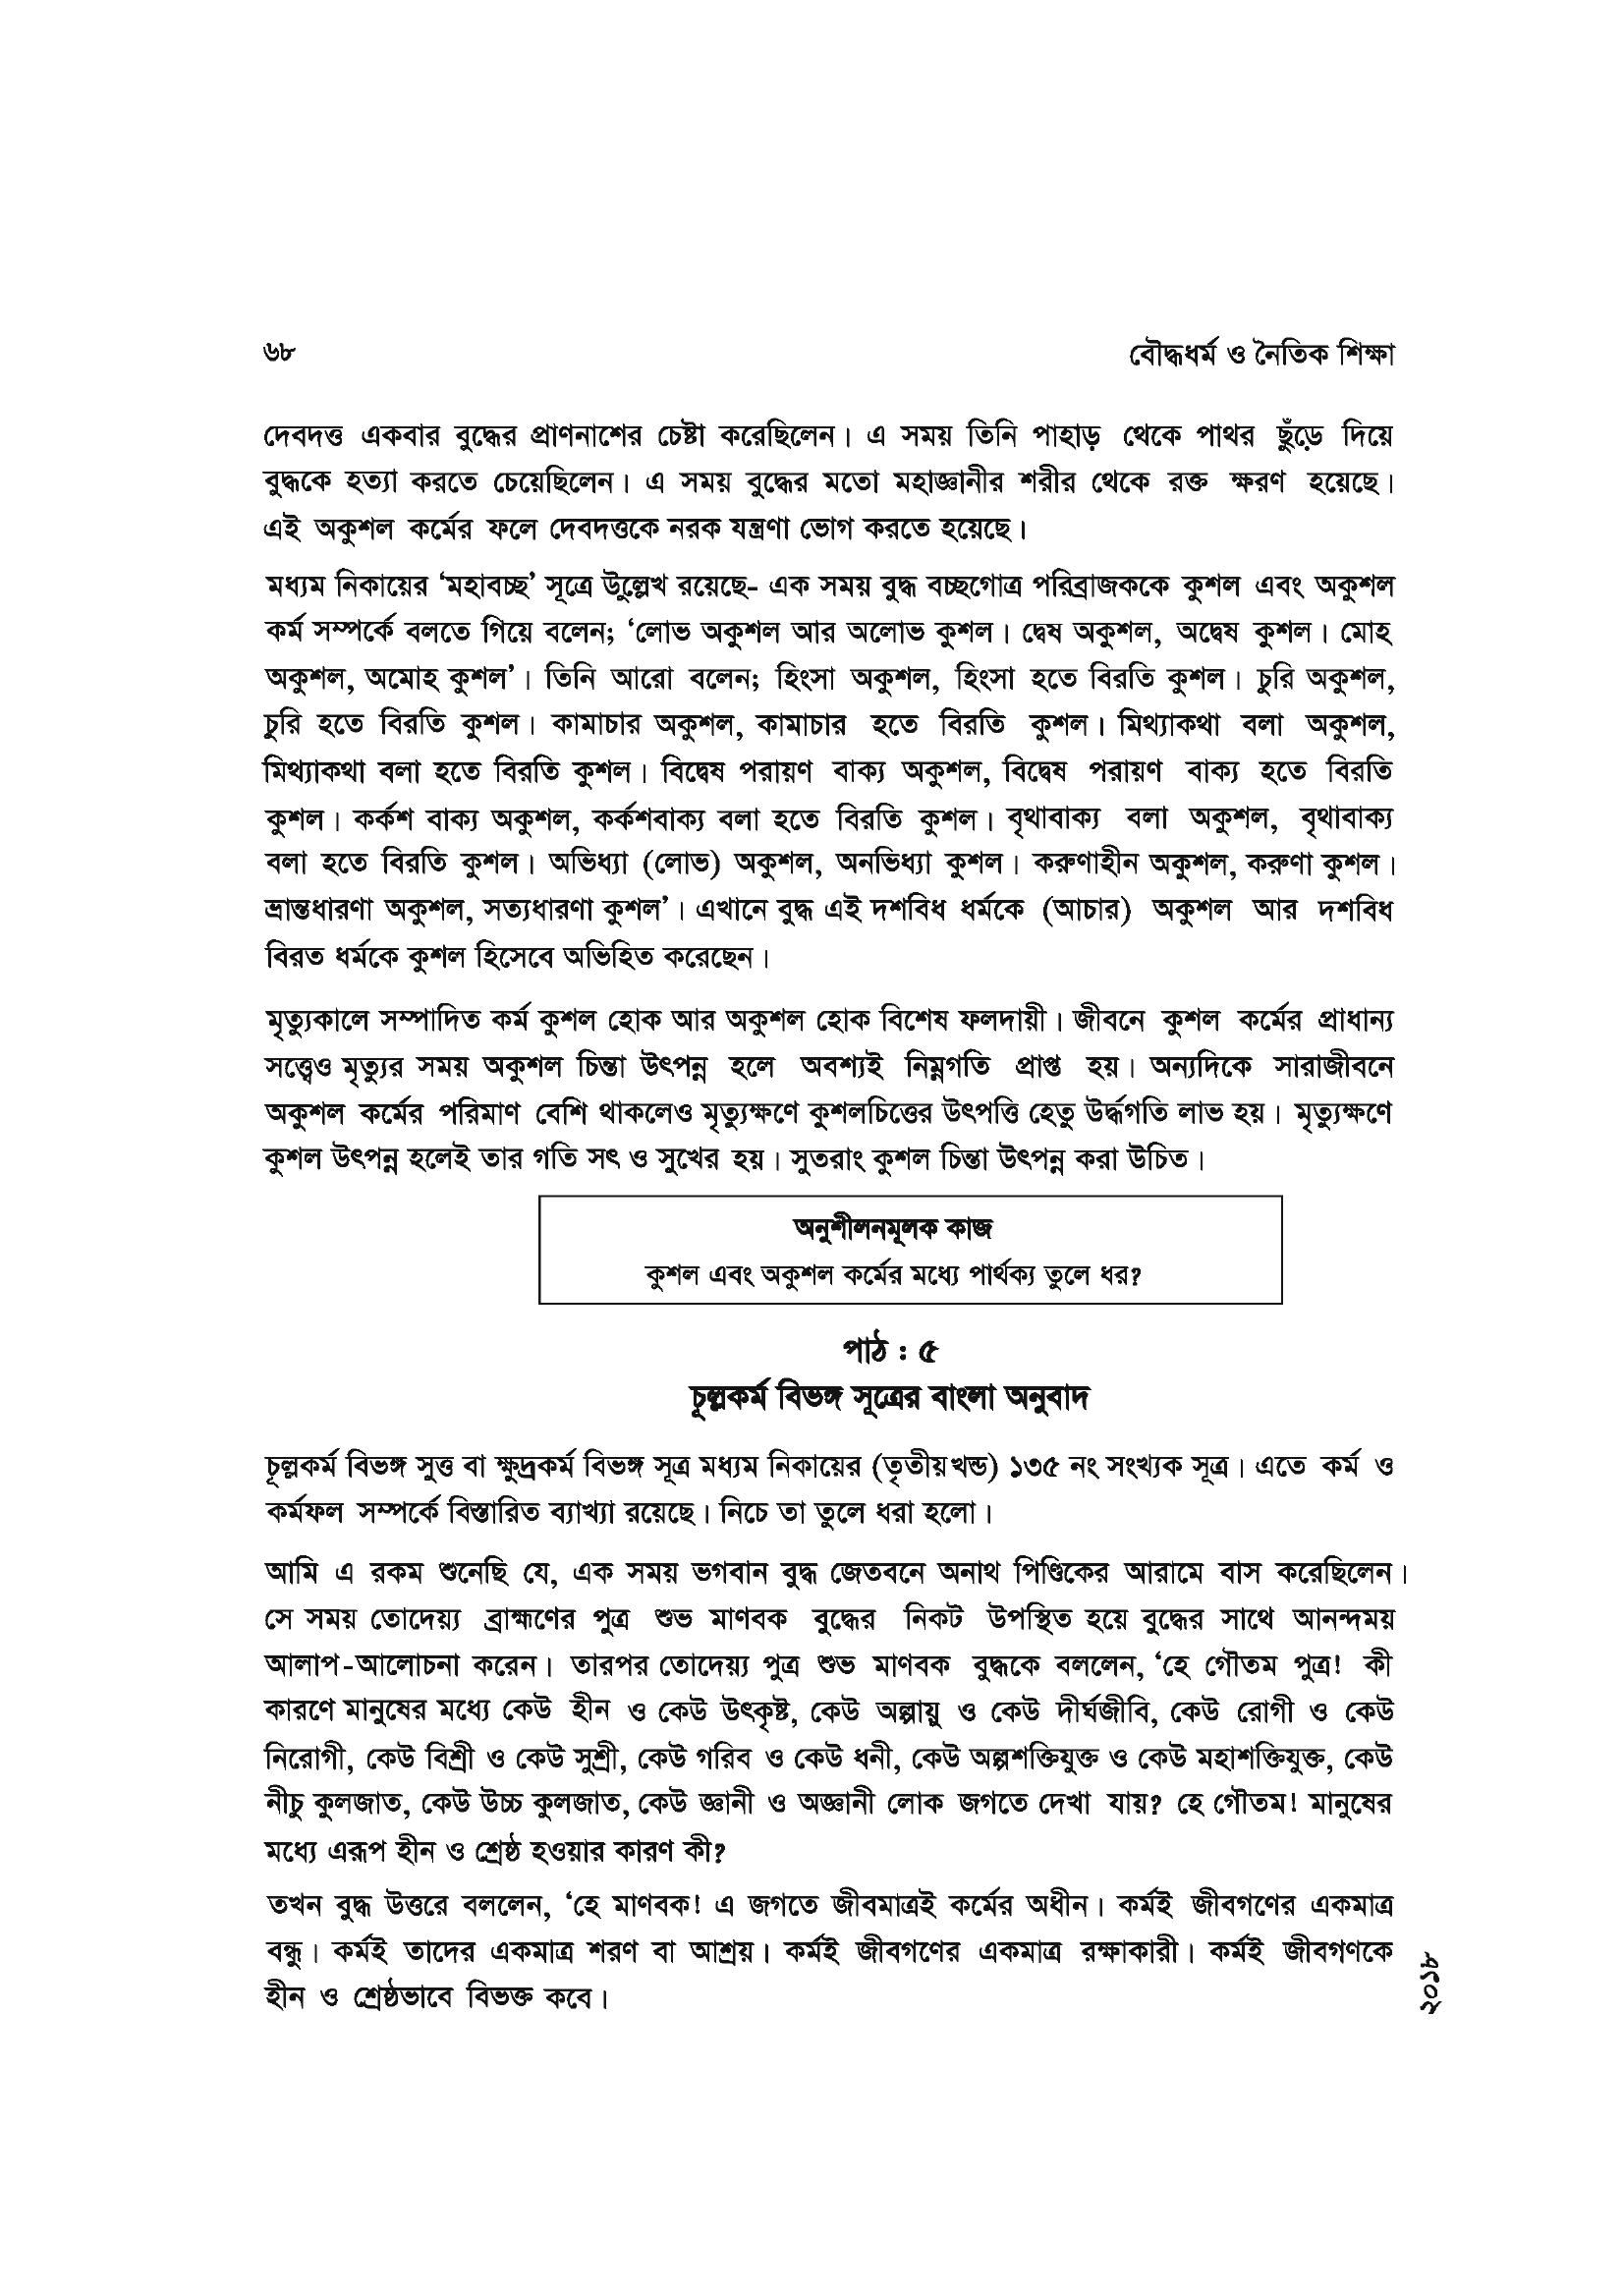 ৬৮
বৌদ্ধধর্ম ও নৈতিক শিক্ষা
দেবদত্ত একবার বুদ্ধের প্রাণনাশের চেষ্টা করেছিলেন। এ সময় তিনি পাহাড় থেকে পাথর ছুঁড়ে দিয়ে
বুদ্ধকে হত্যা করতে চেয়েছিলেন। এ সময় বুদ্ধের মতো মহাজ্ঞানীর শরীর থেকে রক্ত ক্ষরণ হয়েছে।
এই অকুশল কর্মের ফলে দেবদত্তকে নরক যন্ত্রণা ভোগ করতে হয়েছে।
মধ্যম নিকায়ের ‘মহাবচ্ছ’ সূত্রে উল্লেখ রয়েছে- এক সময় বুদ্ধ বচ্ছগোত্র পরিব্রাজককে কুশল এবং অকুশল
কর্ম সম্পর্কে বলতে গিয়ে বলেন; ‘লোভ অকুশল আর অলোভ কুশল। দ্বেষ অকুশল, অদ্বেষ কুশল। মোহ
অকুশল, অমোহ কুশল’। তিনি আরো বলেন; হিংসা অকুশল, হিংসা হতে বিরতি কুশল। চুরি অকুশল,
চুরি হতে বিরতি কুশল। কামাচার অকুশল, কামাচার হতে বিরতি কুশল। মিথ্যাকথা বলা অকুশল,
মিথ্যাকথা বলা হতে বিরতি কুশল। বিদ্বেষ পরায়ণ বাক্য অকুশল, বিদ্বেষ পরায়ণ বাক্য হতে বিরতি
কুশল। কর্কশ বাক্য অকুশল, কর্কশবাক্য বলা হতে বিরতি কুশল। বৃথাবাক্য বলা অকুশল, বৃথাবাক্য
বলা হতে বিরতি কুশল। অভিধ্যা (লোভ) অকুশল, অনভিধ্যা কুশল। করুণাহীন অকুশল, করুণা কুশল।
ভ্রান্তধারণা অকুশল, সত্যধারণা কুশল’। এখানে বুদ্ধ এই দশবিধ ধর্মকে (আচার) অকুশল আর দশবিধ
বিরত ধর্মকে কুশল হিসেবে অভিহিত করেছেন।
মৃত্যুকালে সম্পাদিত কর্ম কুশল হোক আর অকুশল হোক বিশেষ ফলদায়ী। জীবনে কুশল কর্মের প্রাধান্য
সত্ত্বেও মৃত্যুর সময় অকুশল চিন্তা উৎপন্ন হলে অবশ্যই নিম্নগতি প্রাপ্ত হয়। অন্যদিকে সারাজীবনে
অকুশল কর্মের পরিমাণ বেশি থাকলেও মৃত্যুক্ষণে কুশলচিত্তের উৎপত্তি হেতু উর্দ্ধগতি লাভ হয়। মৃত্যুক্ষণে
কুশল উৎপন্ন হলেই তার গতি সৎ ও সুখের হয়। সুতরাং কুশল চিন্তা উৎপন্ন করা উচিত।
অনুশীলনমূলক কাজ
কুশল এবং অকুশল কর্মের মধ্যে পার্থক্য তুলে ধর?
পাঠ : ৫
চূল্লকর্ম বিভঙ্গ সূত্রের বাংলা অনুবাদ
চূল্লকর্ম বিভঙ্গ সুত্ত বা ক্ষুদ্রকর্ম বিভঙ্গ সূত্র মধ্যম নিকায়ের (তৃতীয়খন্ড) ১৩৫ নং সংখ্যক সূত্র। এতে কর্ম ও
কর্মফল সম্পর্কে বিস্তারিত ব্যাখ্যা রয়েছে। নিচে তা তুলে ধরা হলো।
আমি এ রকম শুনেছি যে, এক সময় ভগবান বুদ্ধ জেতবনে অনাথ পিণ্ডিকের আরামে বাস করেছিলেন।
সে সময় তোদেয়্য ব্রাহ্মণের পুত্র শুভ মাণবক বুদ্ধের নিকট উপস্থিত হয়ে বুদ্ধের সাথে আনন্দময়
আলাপ-আলোচনা করেন। তারপর তোদেয়্য পুত্র শুভ মাণবক বুদ্ধকে বললেন, ‘হে গৌতম পুত্র! কী
কারণে মানুষের মধ্যে কেউ হীন ও কেউ উৎকৃষ্ট, কেউ অল্পায়ু ও কেউ দীর্ঘজীবি, কেউ রোগী ও কেউ
নিরোগী, কেউ বিশ্রী ও কেউ সুশ্রী, কেউ গরিব ও কেউ ধনী, কেউ অল্পশক্তিযুক্ত ও কেউ মহাশক্তিযুক্ত, কেউ
নীচু কুলজাত, কেউ উচ্চ কুলজাত, কেউ জ্ঞানী ও অজ্ঞানী লোক জগতে দেখা যায়? হে গৌতম! মানুষের
মধ্যে এরূপ হীন ও শ্রেষ্ঠ হওয়ার কারণ কী?
তখন বুদ্ধ উত্তরে বললেন, ‘হে মাণবক! এ জগতে জীবমাত্রই কর্মের অধীন। কর্মই জীবগণের একমাত্র
বন্ধু। কর্মই তাদের একমাত্র শরণ বা আশ্রয়। কর্মই জীবগণের একমাত্র রক্ষাকারী। কর্মই জীবগণকে
হীন ও শ্রেষ্ঠভাবে বিভক্ত কবে।
২০১৮